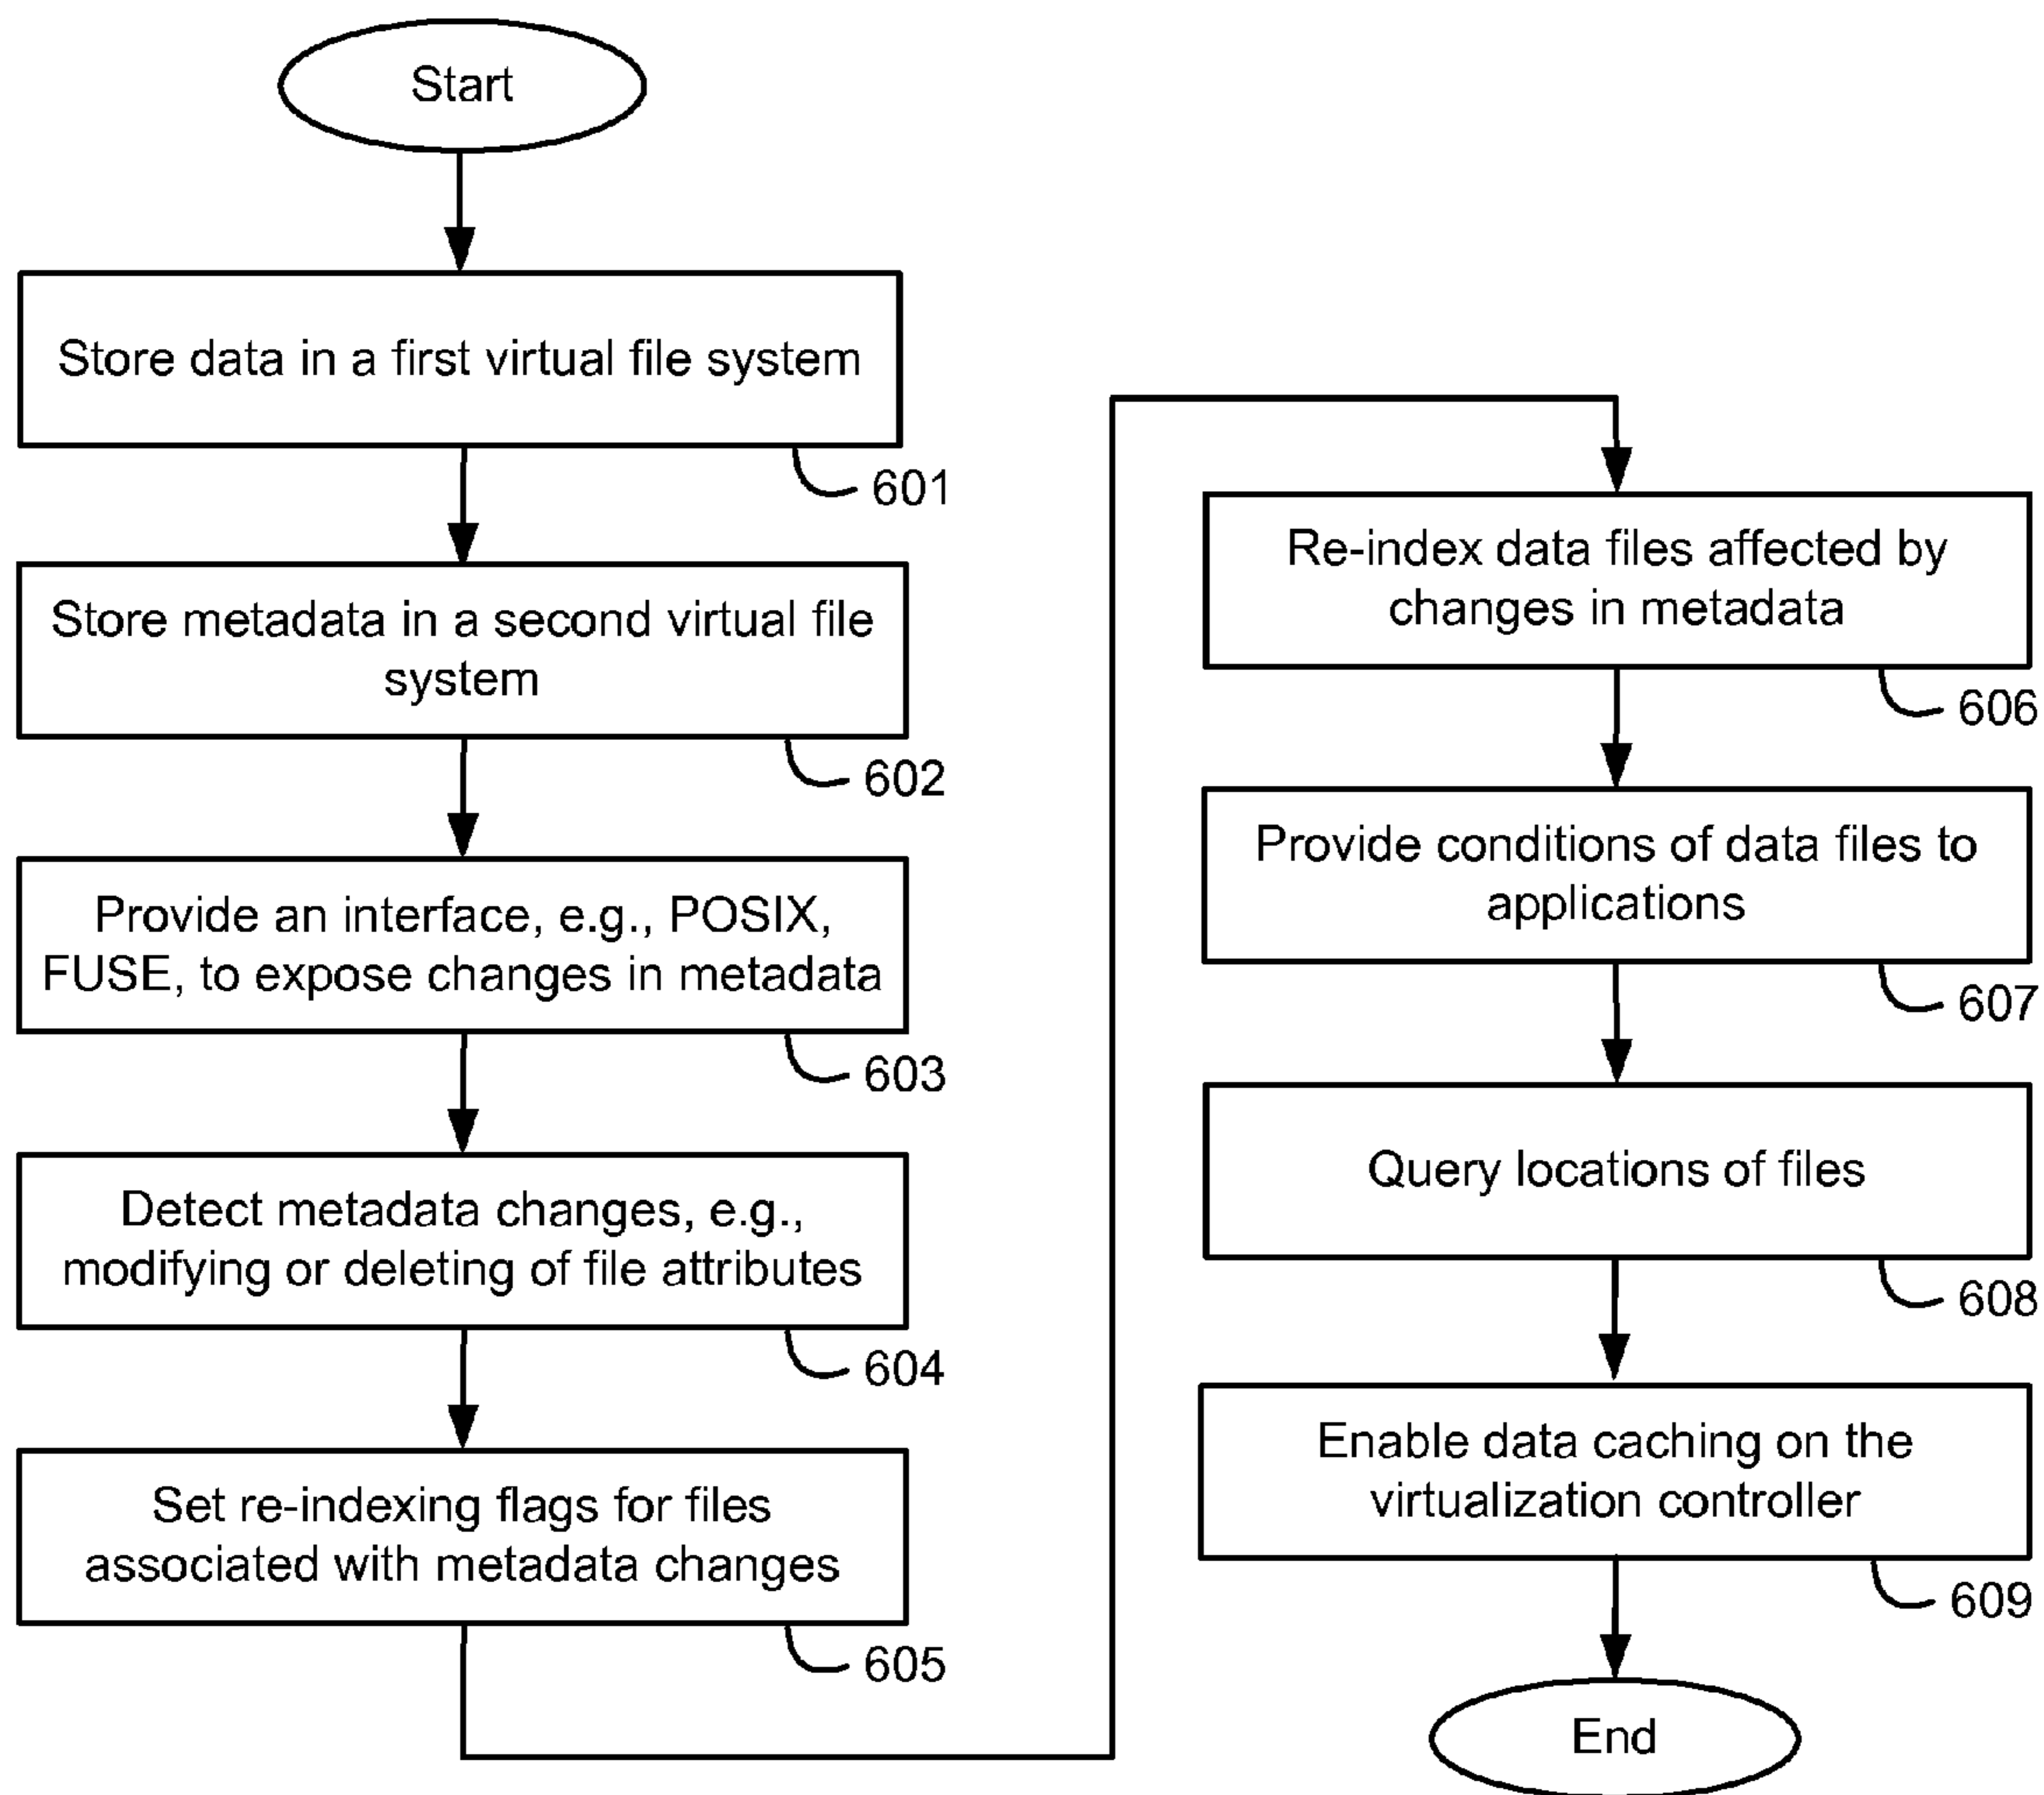 Start
Store data in a first virtual file system
601
Store metadata in a second virtual file
system
602
Provide an interface, e.g., POSIX,
FUSE, to expose changes in metadata
603
Detect metadata changes, e.g.,
modifying or deleting of file attributes
604
Set re-indexing flags for files
associated with metadata changes
605
Re-index data files affected by
changes in metadata
606
Provide conditions of data files to
applications
607
Query locations of files
608
Enable data caching on the
virtualization controller
609
End